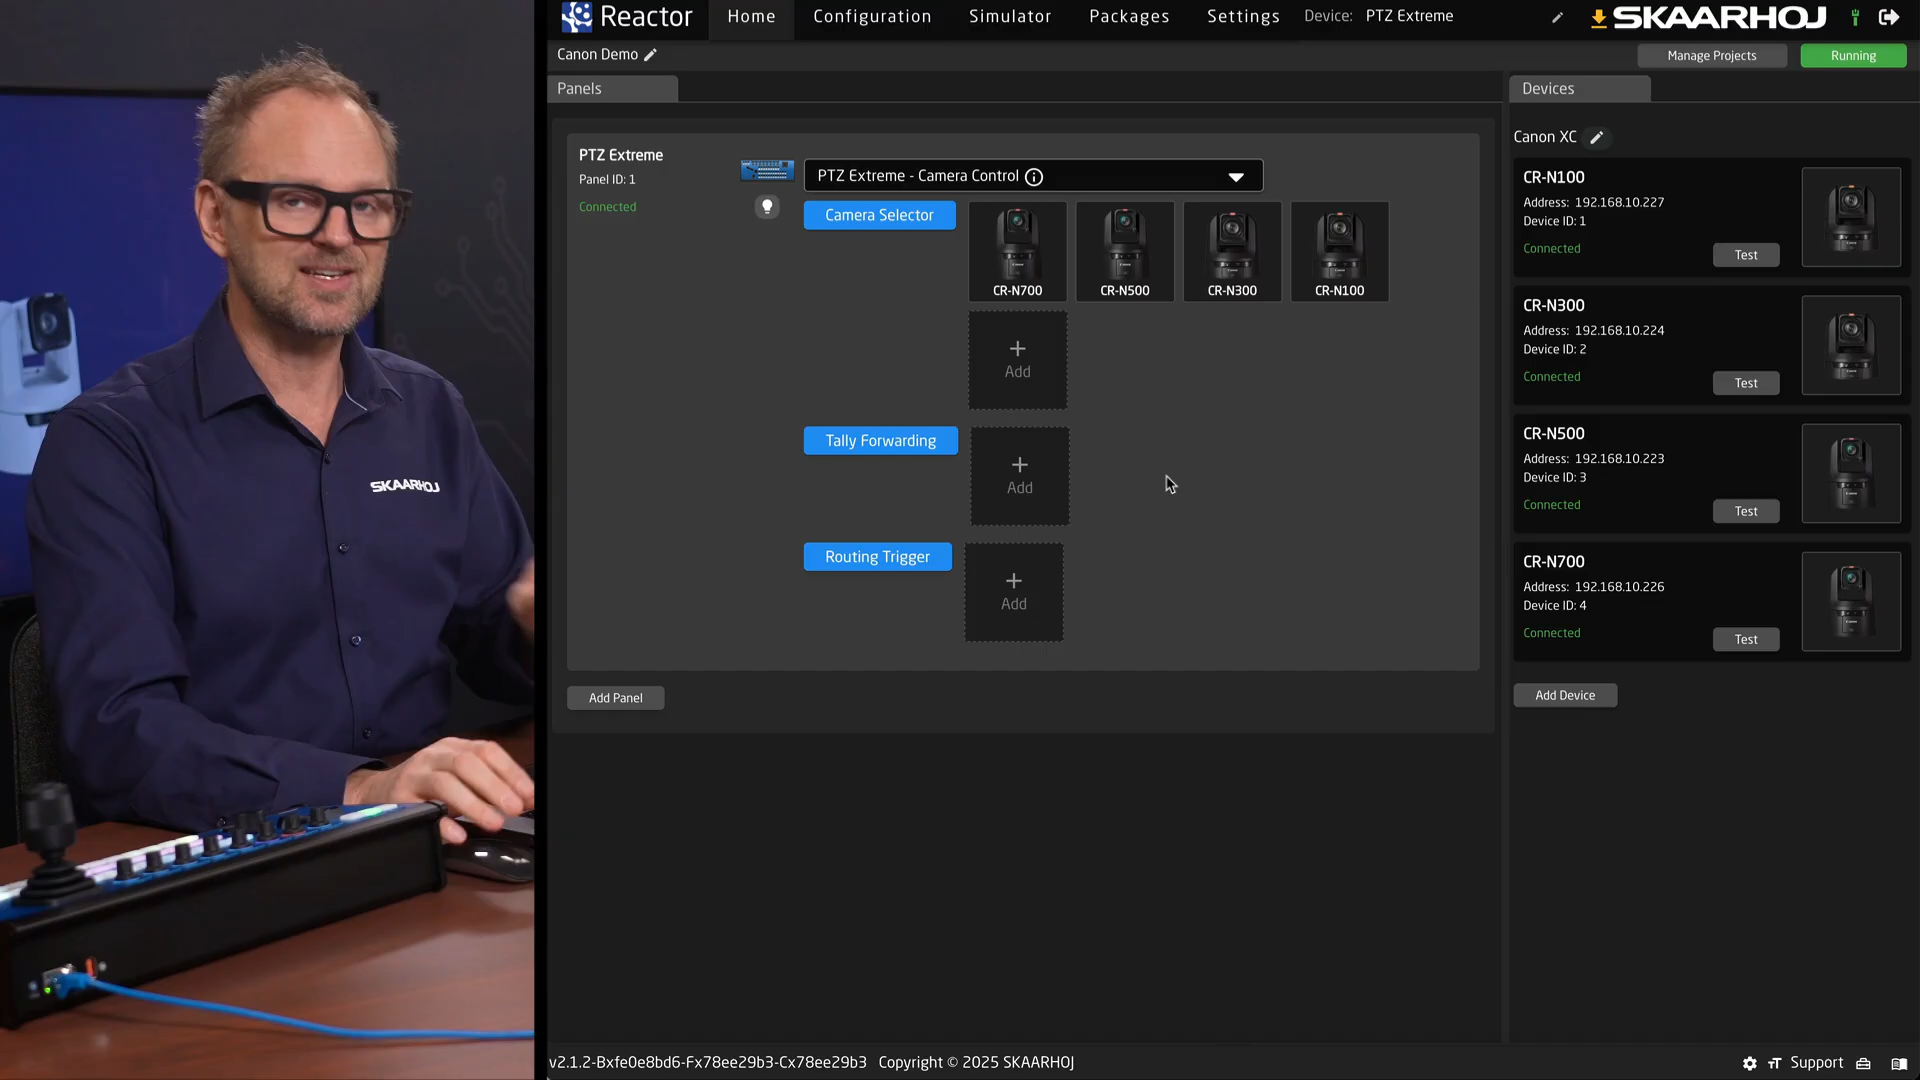 Reactor
Home
Configuration
Simulator
Packages
Settings
Device: PTZ Extreme
SKAARHOJ
Canon Demo
Manage Projects
Running
Panels
PTZ Extreme
Panel ID: 1
Connected
PTZ Extreme - Camera Control
Camera Selector
CR-N700
CR-N500
CR-N300
CR-N100
+
Add
Tally Forwarding
+
Add
Routing Trigger
+
Add
Add Panel
Devices
Canon XC
CR-N100
Address: 192.168.10.227
Device ID: 1
Connected
Test
CR-N300
Address: 192.168.10.224
Device ID: 2
Connected
Test
CR-N500
Address: 192.168.10.223
Device ID: 3
Connected
Test
CR-N700
Address: 192.168.10.226
Device ID: 4
Connected
Test
Add Device
SKAARHOJ
v2.1.2-Bxfe0e8bd6-Fx78ee29b3-Cx78ee29b3 Copyright © 2025 SKAARHOJ
Support